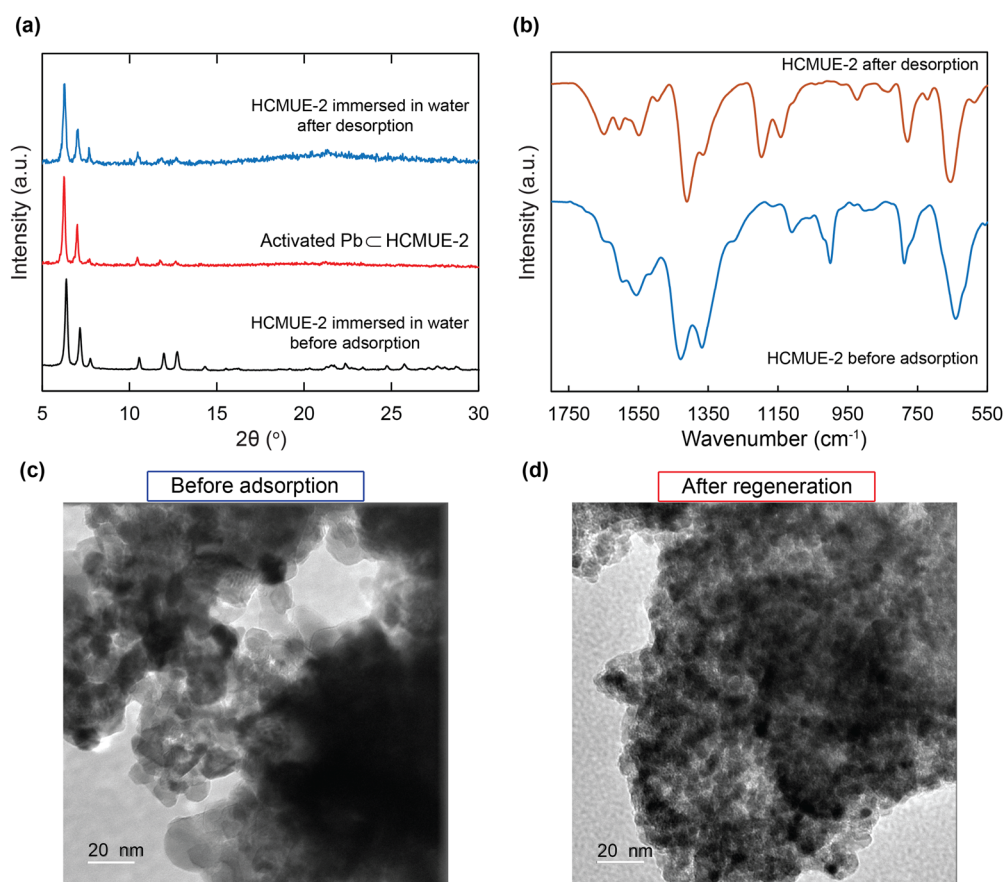 (a)
HCMUE-2 immersed in water
after desorption
Activated Pb⊂HCMUE-2
HCMUE-2 immersed in water
before adsorption
Intensity (a.u.)
5 10 15 20 25 30
2θ (°)
(b)
HCMUE-2 after desorption
HCMUE-2 before adsorption
Intensity (a.u.)
1750 1550 1350 1150 950 750 550
Wavenumber (cm⁻¹)
(c)
Before adsorption
20 nm
(d)
After regeneration
20 nm